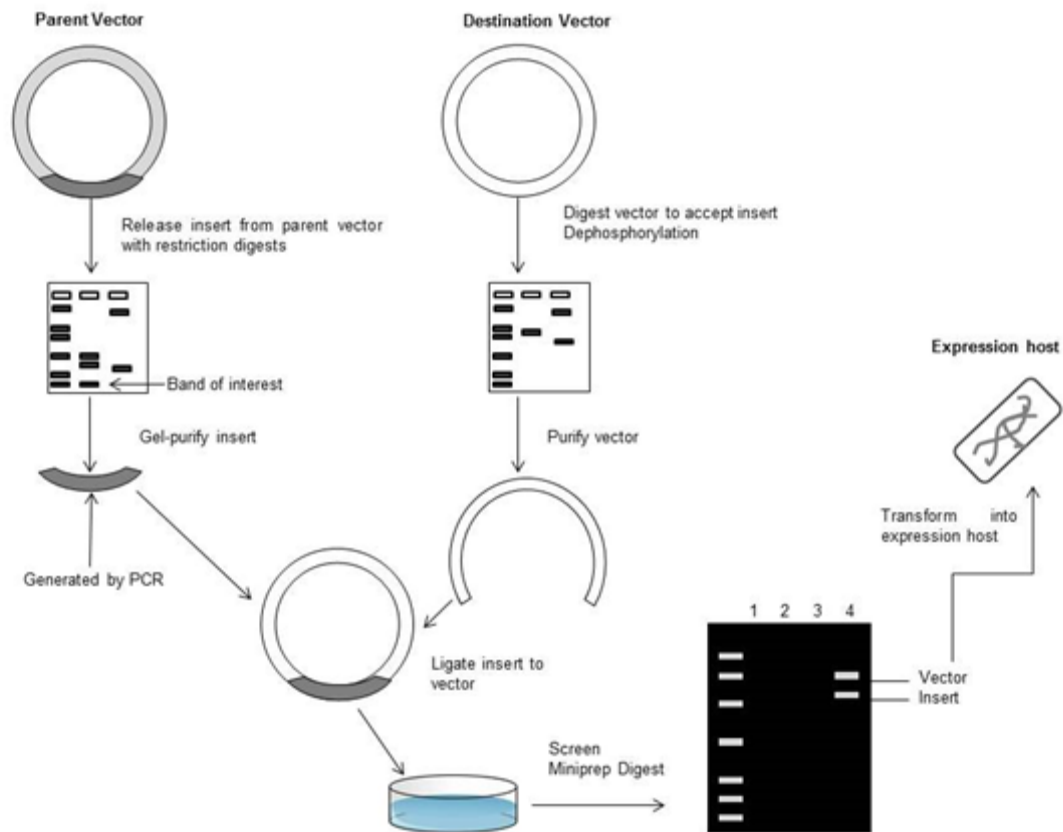 Parent Vector
Destination Vector
Release insert from parent vector
with restriction digests
Digest vector to accept insert
Dephosphorylation
Band of interest
Gel-purify insert
Purify vector
Expression host
Generated by PCR
Transform into
expression host
Ligate insert to
vector
1 2 3 4
Vector
Insert
Screen
Miniprep Digest